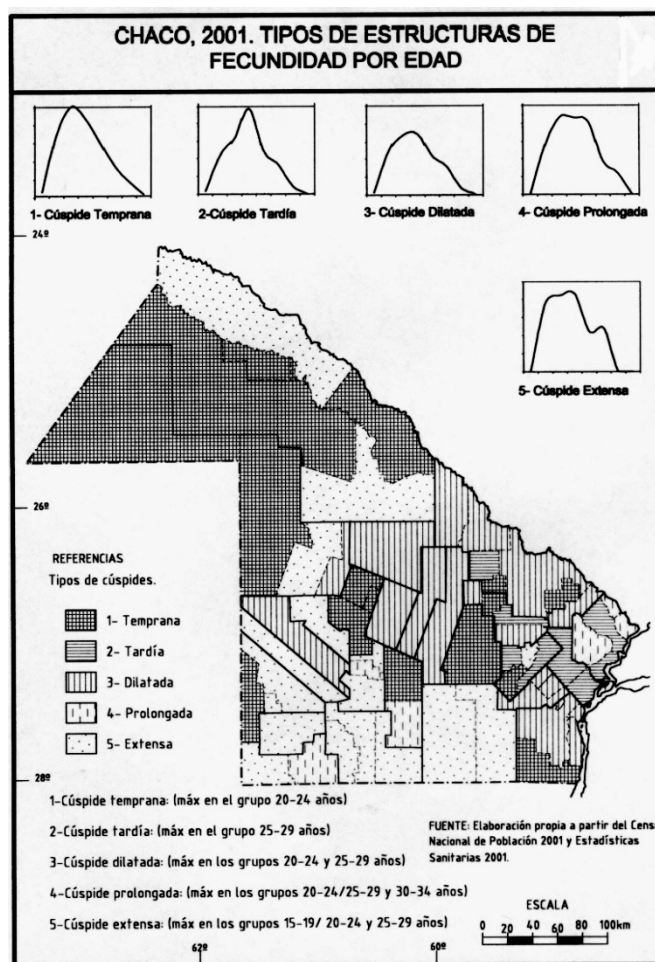 CHACO, 2001. TIPOS DE ESTRUCTURAS DE
FECUNDIDAD POR EDAD
1- Cúspide Temprana
2-Cúspide Tardía
3- Cúspide Dilatada
4- Cúspide Prolongada
24º
5- Cúspide Extensa
26º
REFERENCIAS
Tipos de cúspides.
1- Temprana
2- Tardía
3- Dilatada
4- Prolongada
5- Extensa
28º
1-Cúspide temprana: (máx en el grupo 20-24 años)
2-Cúspide tardía: (máx en el grupo 25-29 años)
3-Cúspide dilatada: (máx en los grupos 20-24 y 25-29 años)
4-Cúspide prolongada: (máx en los grupos 20-24/25-29 y 30-34 años)
5-Cúspide extensa: (máx en los grupos 15-19/ 20-24 y 25-29 años)
FUENTE: Elaboración propia a partir del Cens
Nacional de Población 2001 y Estadísticas
Sanitarias 2001.
ESCALA
0 20 40 60 80 100km
62º
60º